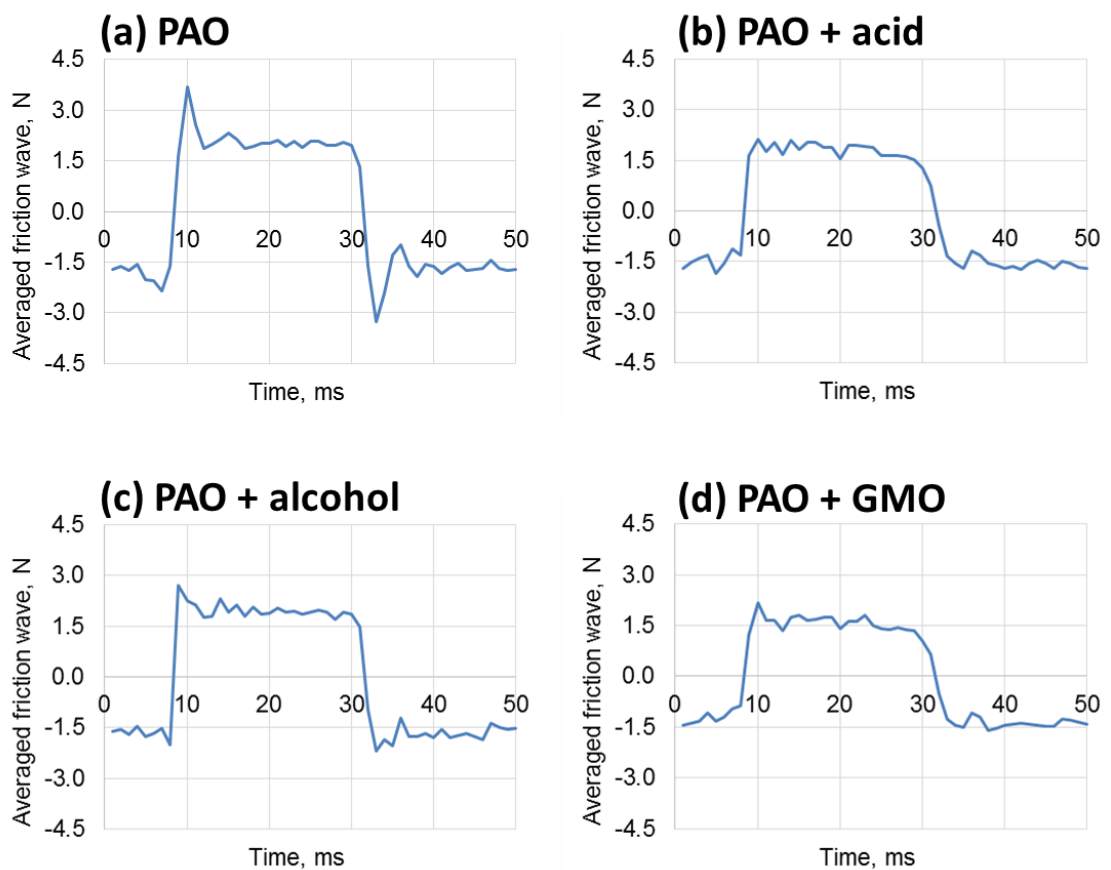 (a) PAO
4.5
3.0
1.5
0.0
-1.5
-3.0
-4.5
0 10 20 30 40 50
Averaged friction wave, N
Time, ms
(b) PAO + acid
4.5
3.0
1.5
0.0
-1.5
-3.0
-4.5
0 10 20 30 40 50
Averaged friction wave, N
Time, ms
(c) PAO + alcohol
4.5
3.0
1.5
0.0
-1.5
-3.0
-4.5
0 10 20 30 40 50
Averaged friction wave, N
Time, ms
(d) PAO + GMO
4.5
3.0
1.5
0.0
-1.5
-3.0
-4.5
0 10 20 30 40 50
Averaged friction wave, N
Time, ms